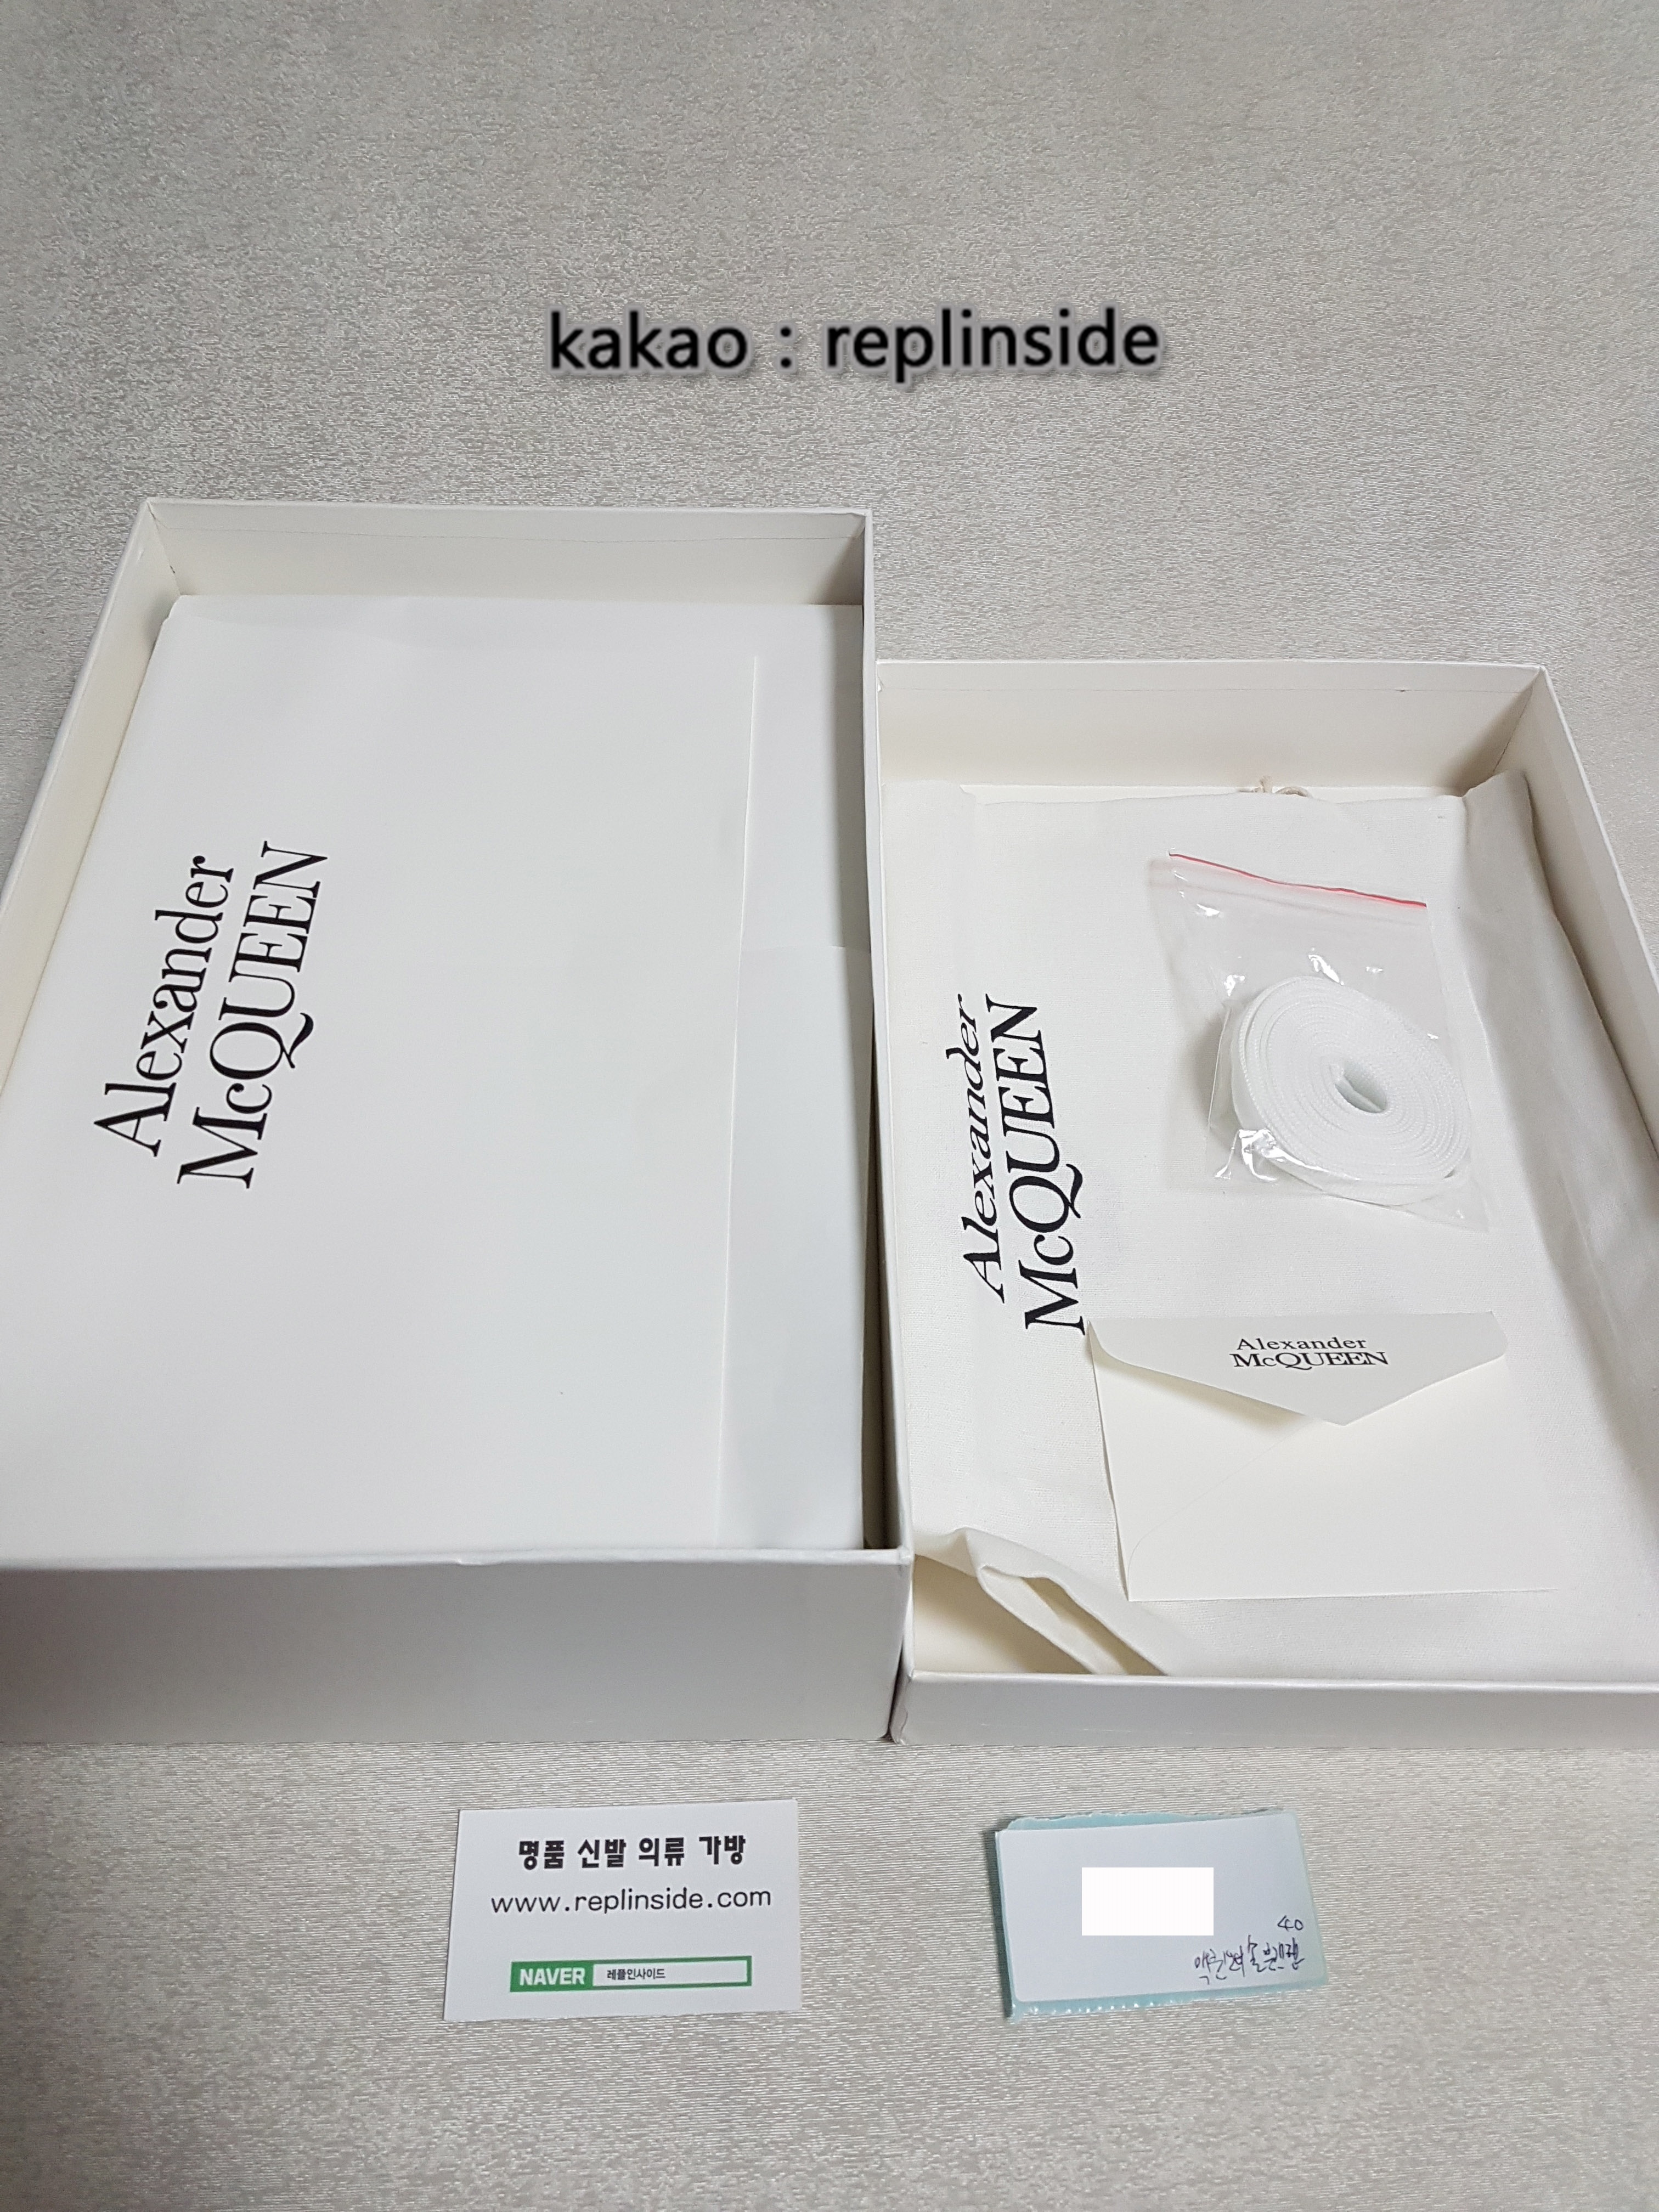 kakao : replinside
Alexander
McQUEEN
Alexander
McQUEEN
Alexander
McQUEEN
명품 신발 의류 가방
www.replinside.com
NAVER 레플인사이드
40